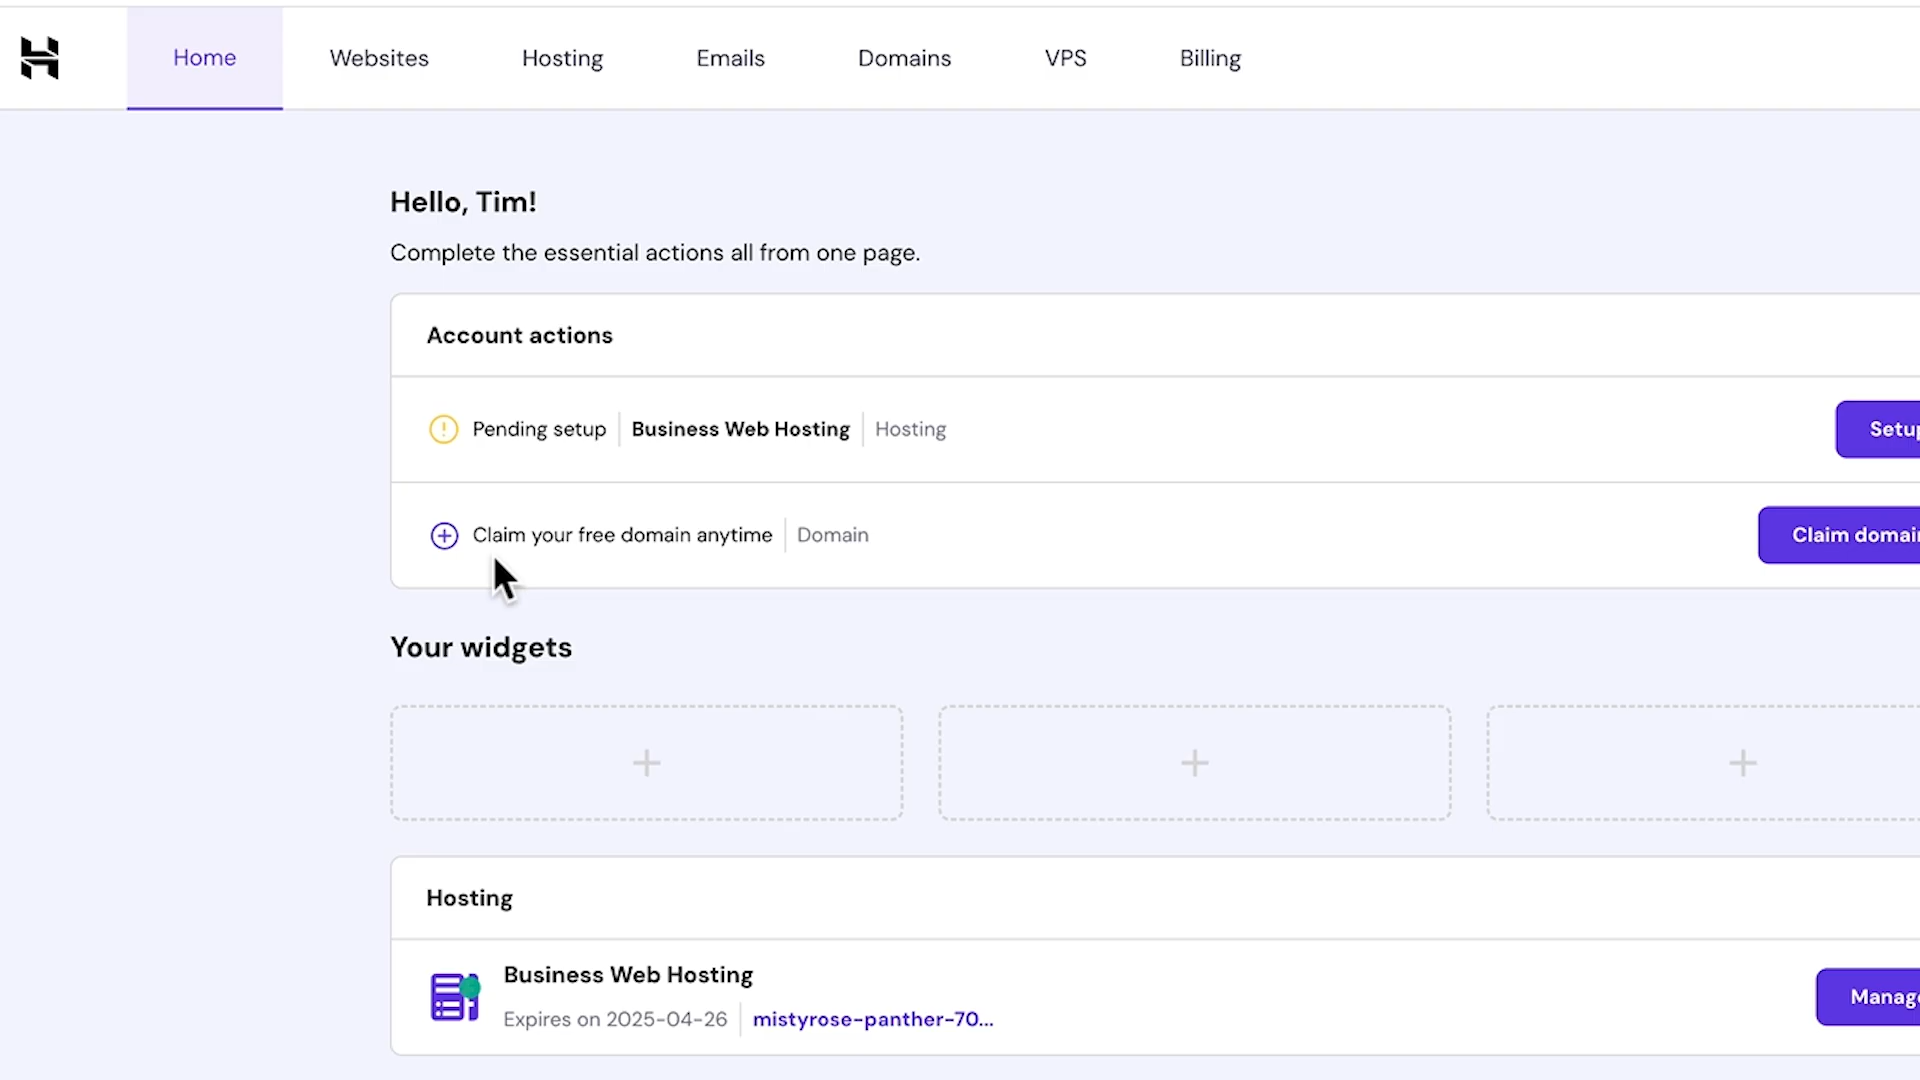 Home Websites Hosting Emails Domains VPS Billing
Hello, Tim!
Complete the essential actions all from one page.
Account actions
Pending setup Business Web Hosting Hosting Setup
Claim your free domain anytime Domain Claim domain
Your widgets
Hosting
Business Web Hosting
Expires on 2025-04-26 mistyrose-panther-70... Manage